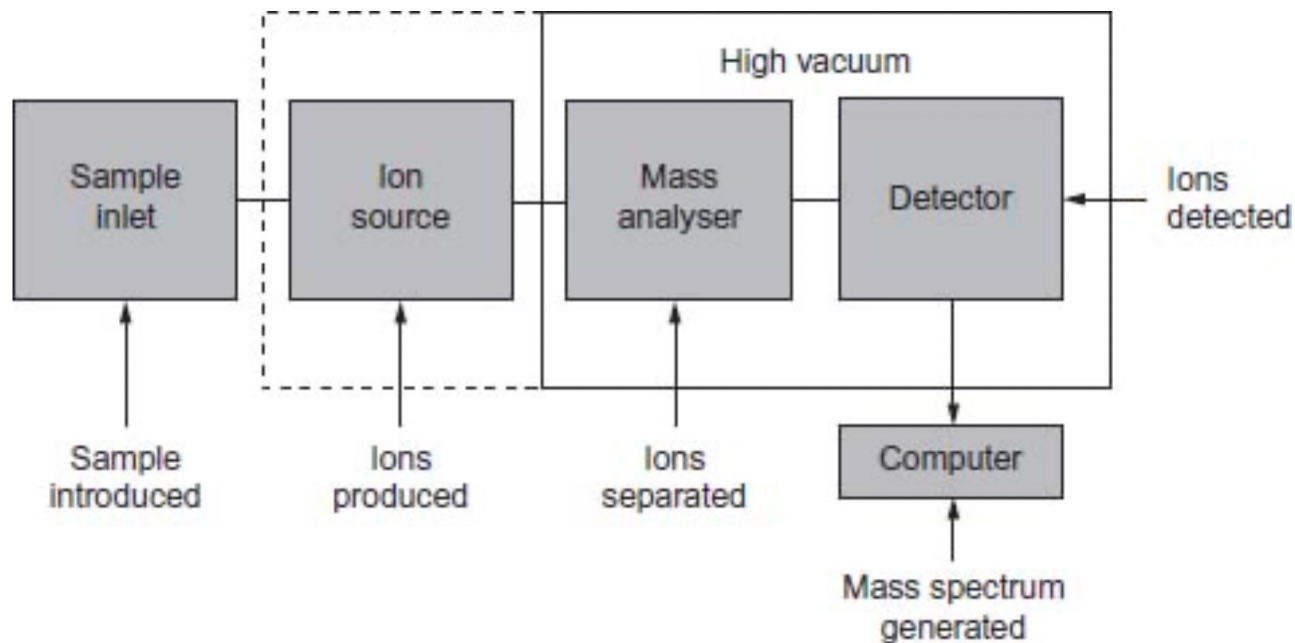 High vacuum
Sample
inlet
Ion
source
Mass
analyser
Detector
Ions
detected
Sample
introduced
Ions
produced
Ions
separated
Computer
Mass spectrum
generated